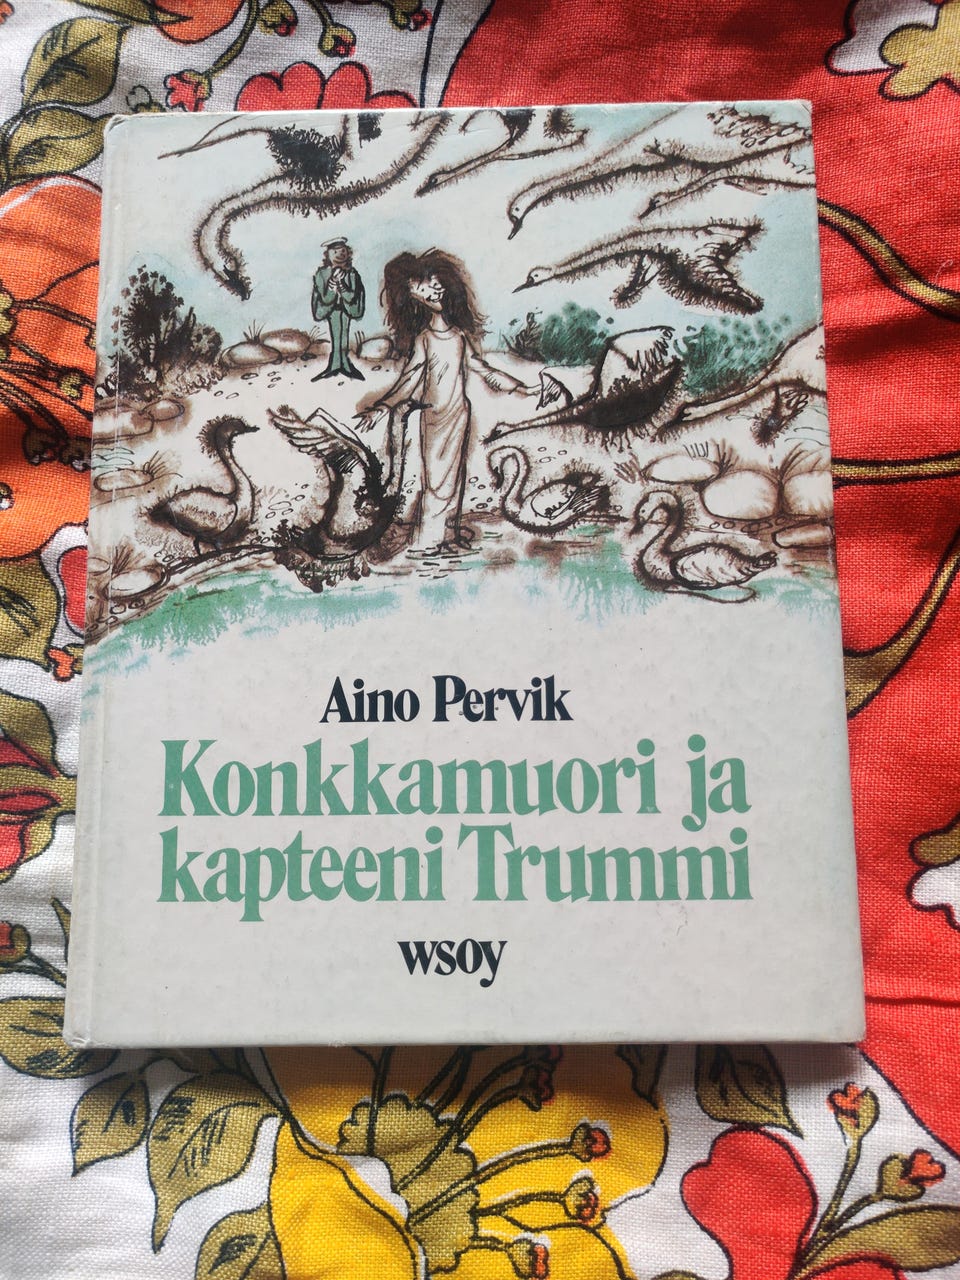 Aino Pervik
Konkkamuori ja
kapteeni Trummi
wsoy